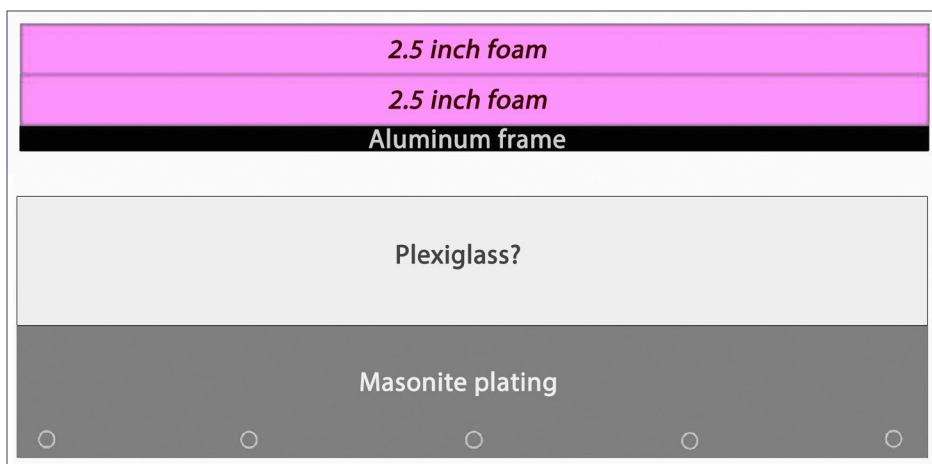 2.5 inch foam
2.5 inch foam
Aluminum frame
Plexiglass?
Masonite plating